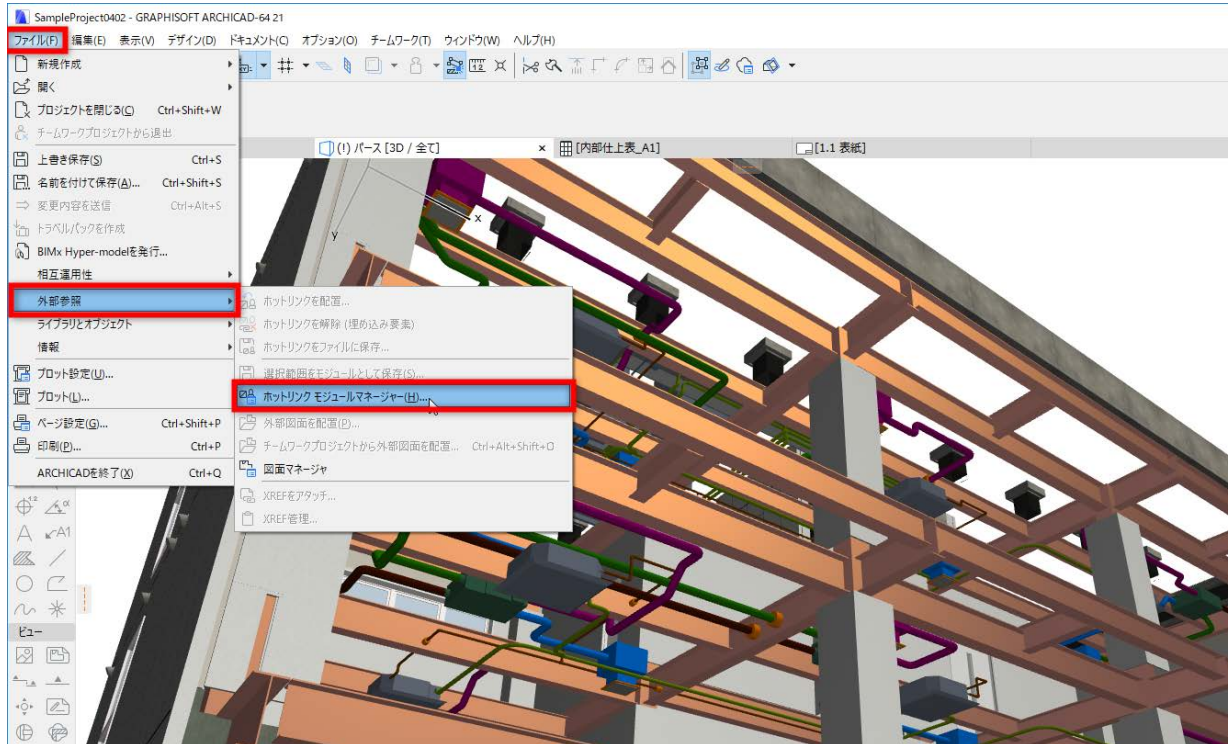 SampleProject0402 - GRAPHISOFT ARCHICAD-64 21
ファイル(F) 編集(E) 表示(V) デザイン(D) ドキュメント(C) オプション(O) チームワーク(T) ウィンドウ(W) ヘルプ(H)
新規作成
開く
プロジェクトを閉じる(C) Ctrl+Shift+W
チームワークプロジェクトから退出
(!) パース [3D / 全て] × [内部仕上表_A1] [1.1 表紙]
上書き保存(S) Ctrl+S
名前を付けて保存(A)... Ctrl+Shift+S
変更内容を送信 Ctrl+Alt+S
トラベルパックを作成
BIMx Hyper-modelを発行...
相互運用性
外部参照
ライブラリとオブジェクト
情報
プロット設定(U)...
プロット(L)...
ページ設定(G)... Ctrl+Shift+P
印刷(P)... Ctrl+P
ARCHICADを終了(X) Ctrl+Q
ホットリンクを配置...
ホットリンクを解除 (埋め込み要素)
ホットリンクをファイルに保存...
選択範囲をモジュールとして保存(S)...
ホットリンク モジュールマネージャー(H)...
外部図面を配置(P)...
チームワークプロジェクトから外部図面を配置... Ctrl+Alt+Shift+O
図面マネージャ
XREFをアタッチ...
XREF管理...
x
y
A A1
ビュー